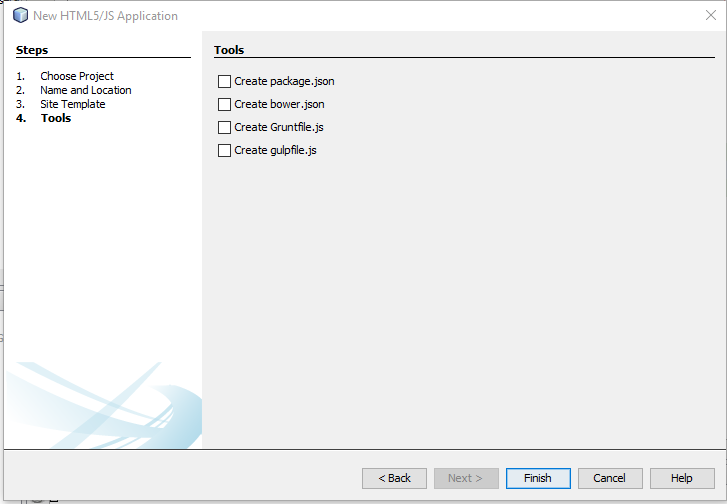 New HTML5/JS Application
Steps
1. Choose Project
2. Name and Location
3. Site Template
4. Tools
Tools
Create package.json
Create bower.json
Create Gruntfile.js
Create gulpfile.js
< Back Next > Finish Cancel Help